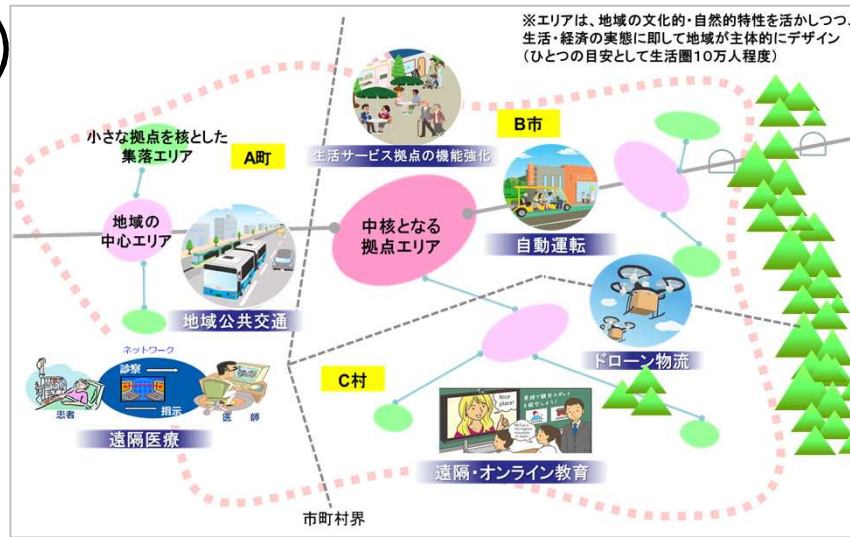 ※エリアは、地域の文化的・自然的特性を活かしつつ、
生活・経済の実態に即して地域が主体的にデザイン
（ひとつの目安として生活圏１０万人程度）
小さな拠点を核とした
集落エリア
A町
生活サービス拠点の機能強化
B市
地域の
中心エリア
中核となる
拠点エリア
自動運転
地域公共交通
ドローン物流
ネットワーク
診察
指示
患者
医師
遠隔医療
C村
Nice
place!
遠隔・オンライン教育
市町村界